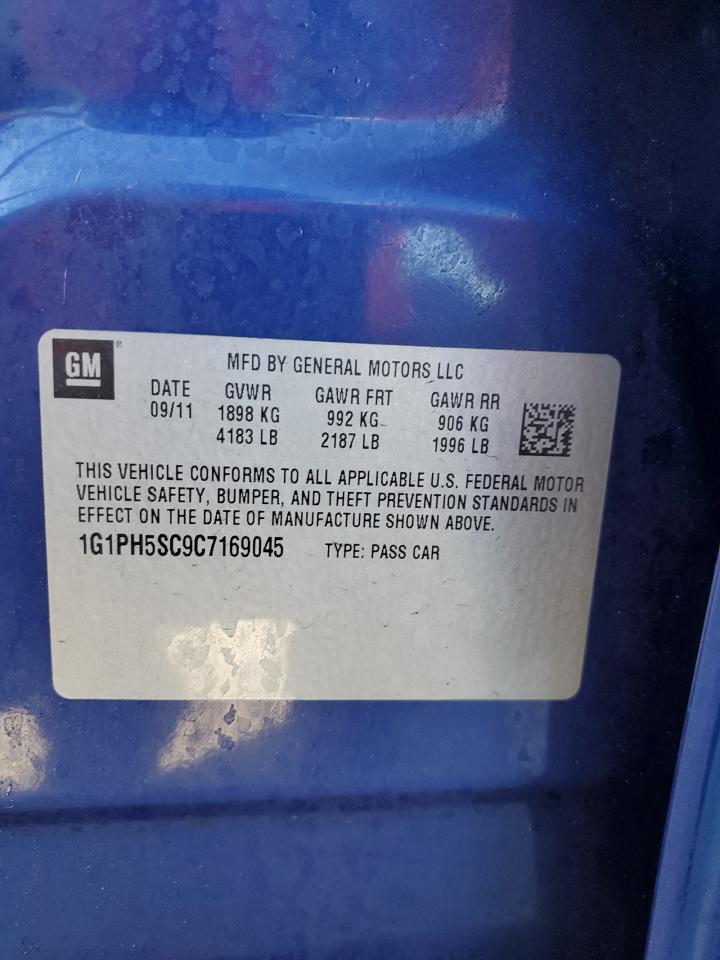 GM ®
MFD BY GENERAL MOTORS LLC
DATE GVWR GAWR FRT GAWR RR
09/11 1898 KG 992 KG 906 KG
4183 LB 2187 LB 1996 LB
THIS VEHICLE CONFORMS TO ALL APPLICABLE U.S. FEDERAL MOTOR
VEHICLE SAFETY, BUMPER, AND THEFT PREVENTION STANDARDS IN
EFFECT ON THE DATE OF MANUFACTURE SHOWN ABOVE.
1G1PH5SC9C7169045 TYPE: PASS CAR